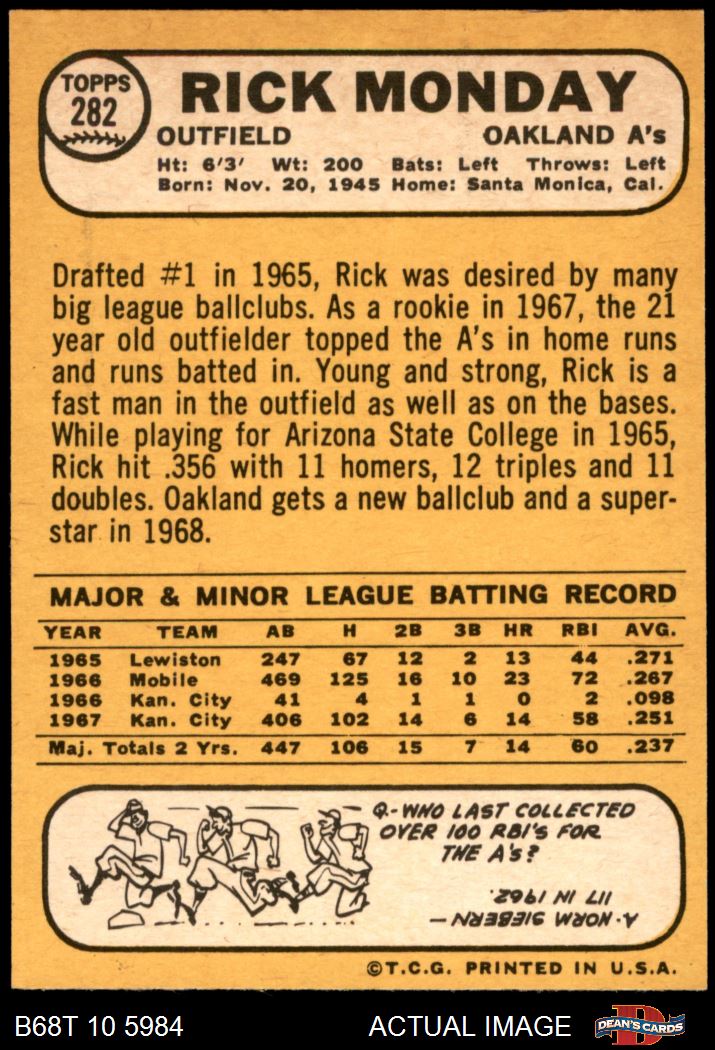 TOPPS
282
RICK MONDAY
OUTFIELD OAKLAND A's
Ht: 6'3' Wt: 200 Bats: Left Throws: Left
Born: Nov. 20, 1945 Home: Santa Monica, Cal.
Drafted #1 in 1965, Rick was desired by many
big league ballclubs. As a rookie in 1967, the 21
year old outfielder topped the A's in home runs
and runs batted in. Young and strong, Rick is a
fast man in the outfield as well as on the bases.
While playing for Arizona State College in 1965,
Rick hit .356 with 11 homers, 12 triples and 11
doubles. Oakland gets a new ballclub and a super-
star in 1968.
MAJOR & MINOR LEAGUE BATTING RECORD
YEAR TEAM AB H 2B 3B HR RBI AVG.
1965 Lewiston 247 67 12 2 13 44 .271
1966 Mobile 469 125 16 10 23 72 .267
1966 Kan. City 41 4 1 1 0 2 .098
1967 Kan. City 406 102 14 6 14 58 .251
Maj. Totals 2 Yrs. 447 106 15 7 14 60 .237
Q.-WHO LAST COLLECTED
OVER 100 RBI'S FOR
THE A'S?
A. NORM SIEBERN —
117 IN 1962.
©T.C.G. PRINTED IN U.S.A.
B68T 10 5984 ACTUAL IMAGE
D
DEAN'S CARDS